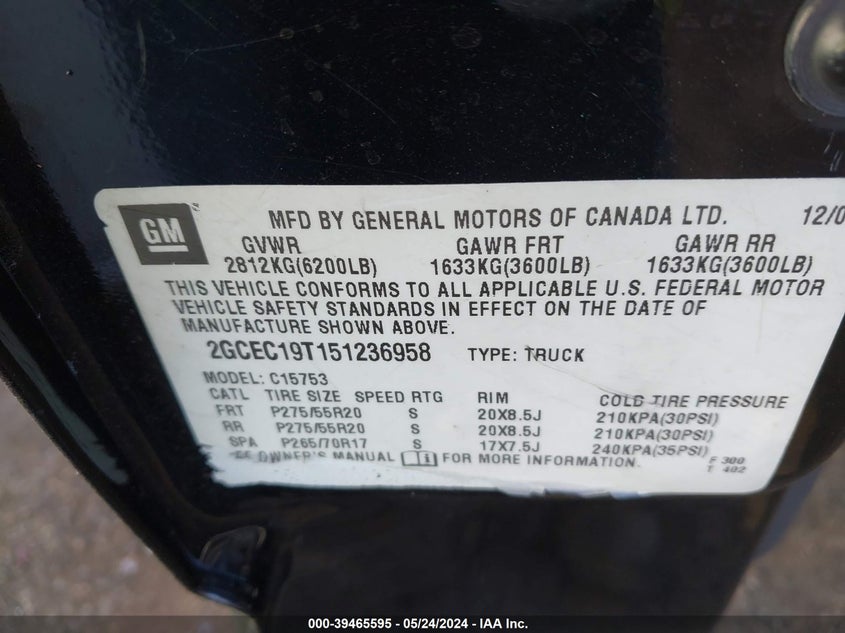 GM
MFD BY GENERAL MOTORS OF CANADA LTD. 12/0
GVWR GAWR FRT GAWR RR
2812KG(6200LB) 1633KG(3600LB) 1633KG(3600LB)
THIS VEHICLE CONFORMS TO ALL APPLICABLE U.S. FEDERAL MOTOR
VEHICLE SAFETY STANDARDS IN EFFECT ON THE DATE OF
MANUFACTURE SHOWN ABOVE.
2GCEC19T151236958 TYPE: TRUCK
MODEL: C15753
CATL TIRE SIZE SPEED RTG RIM COLD TIRE PRESSURE
FRT P275/55R20 S 20X8.5J 210KPA(30PSI)
RR P275/55R20 S 20X8.5J 210KPA(30PSI)
SPA P265/70R17 S 17X7.5J 240KPA(35PSI)
OWNER'S MANUAL FOR MORE INFORMATION. F 300
T 402
000-39465595 - 05/24/2024 - IAA Inc.